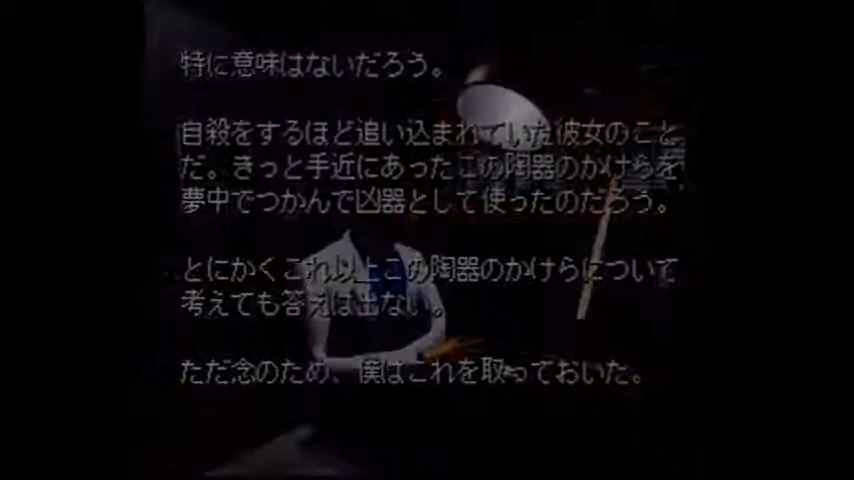 特に意味はないだろう。
自殺をするほど追い込まれていた彼女のこと
だ。きっと手近にあったこの陶器のかけらを
夢中でつかんで凶器として使ったのだろう。
とにかくこれ以上この陶器のかけらについて
考えても答えは出ない。
ただ念のため、僕はこれを取っておいた。